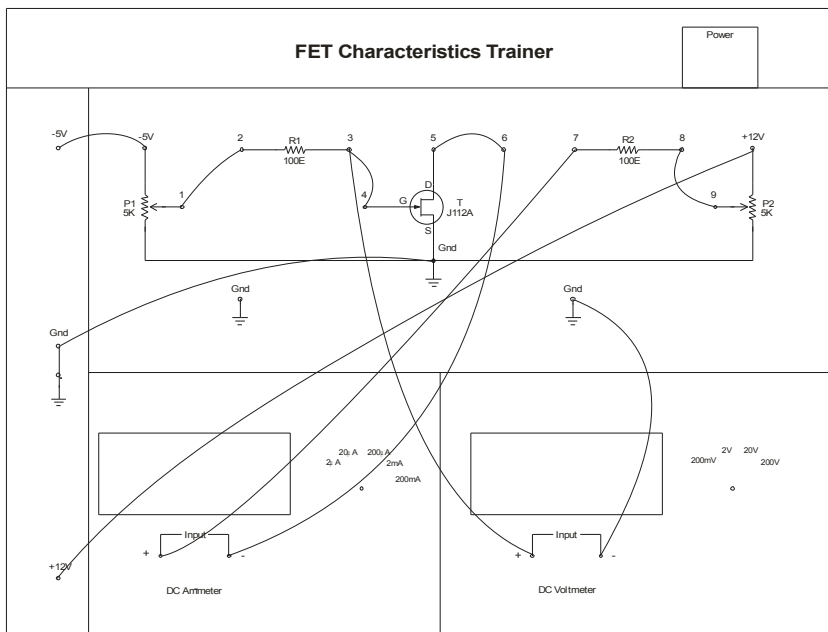 Power
FET Characteristics Trainer
-5V
-5V
2
R1
100E
3
5
6
7
R2
100E
8
+12V
1
P1
5K
4
G
D
S
T
J112A
9
P2
5K
Gnd
Gnd
Gnd
Gnd
2µA
20µA
200µA
2mA
200mA
200mV
2V
20V
200V
Input
+
-
Input
+
-
+12V
DC Ammeter
DC Voltmeter